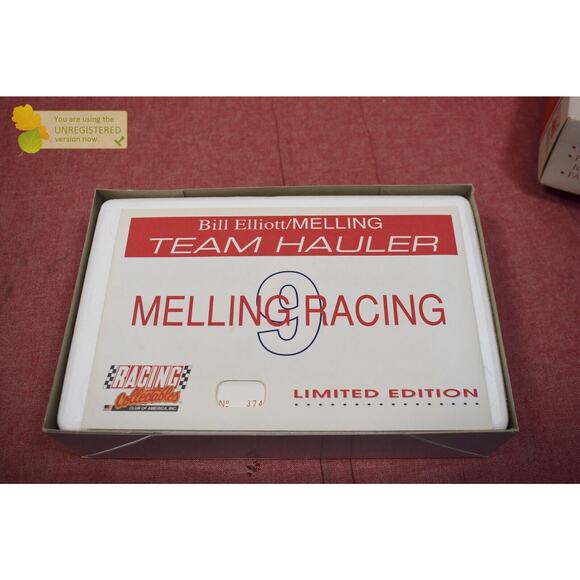 You are using the
UNREGISTERED
version now.
Bill Elliott/MELLING
TEAM HAULER
9
MELLING RACING
RACING
Collectables
CLUB OF AMERICA, INC.
Nº 374
LIMITED EDITION